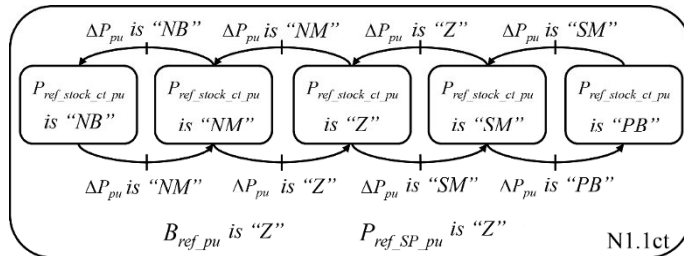 ΔP_pu is “NB” ΔP_pu is “NM” ΔP_pu is “Z” ΔP_pu is “SM”
P_ref_stock_ct_pu P_ref_stock_ct_pu P_ref_stock_ct_pu P_ref_stock_ct_pu P_ref_stock_ct_pu
is “NB” is “NM” is “Z” is “SM” is “PB”
ΔP_pu is “NM” ΛP_pu is “Z” ΔP_pu is “SM” ΛP_pu is “PB”
B_ref_pu is “Z” P_ref_SP_pu is “Z”
N1.1ct